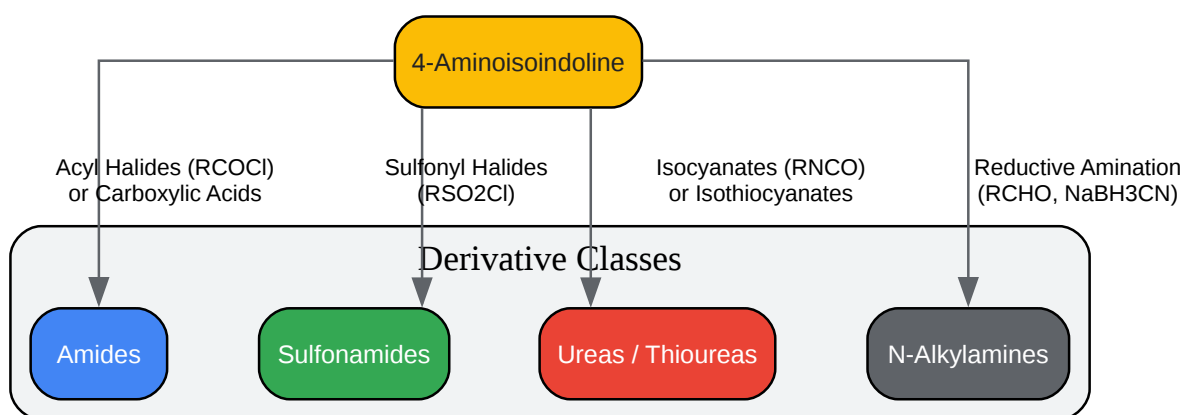 4-Aminoisoindoline
Acyl Halides (RCOCl)
or Carboxylic Acids
Sulfonyl Halides
(RSO2Cl)
Isocyanates (RNCO)
or Isothiocyanates
Reductive Amination
(RCHO, NaBH3CN)
Derivative Classes
Amides
Sulfonamides
Ureas / Thioureas
N-Alkylamines